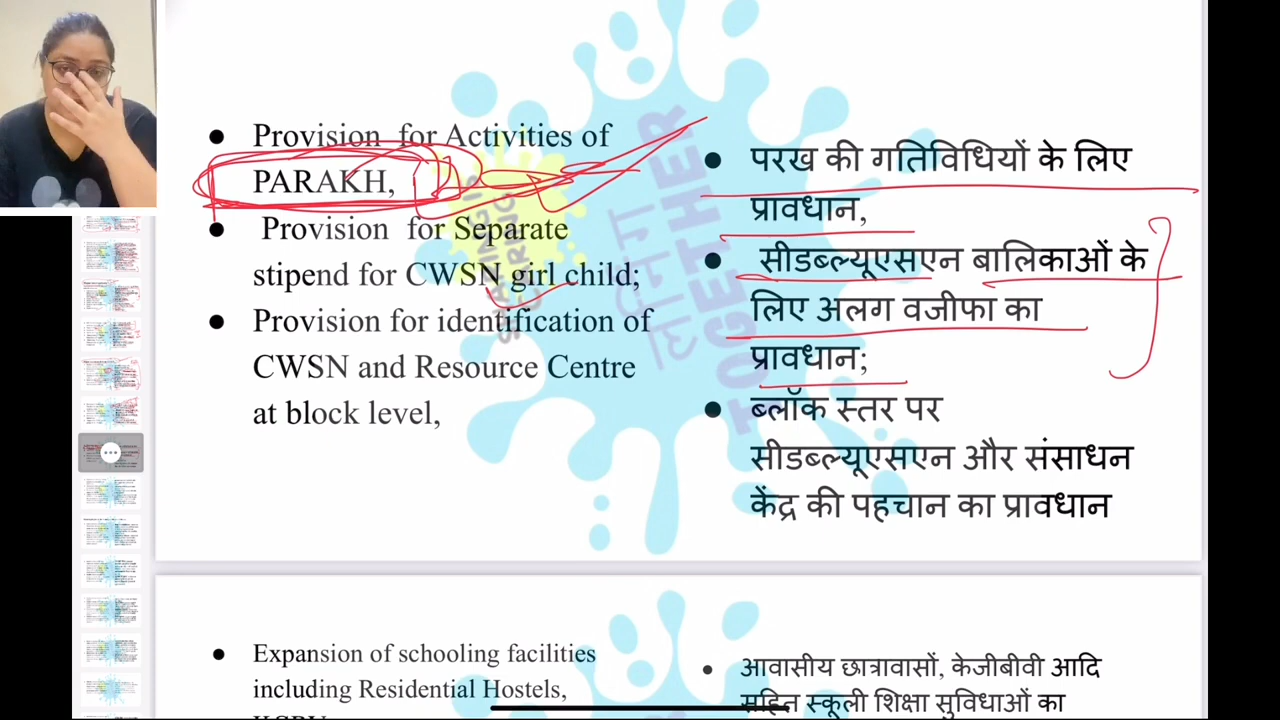 ● Provision for Activities of
PARAKH,
● Provision for Separate
stipend for CWSN girl child;
● Provision for identification of
CWSN and Resource Centre
at block level,
● परख की गतिविधियों के लिए
प्रावधान,
● सीडब्ल्यूएसएन बालिकाओं के
लिए अलग वजीफा का
प्रावधान;
● ब्लॉक स्तर पर
सीडब्ल्यूएसएन और संसाधन
केंद्र की पहचान का प्रावधान
TOGETHER
● Expansion of schooling facilities
including Residential Hostels,
● आवासीय छात्रावासों, केजीबीवी आदि
सहित स्कूली शिक्षा सुविधाओं का